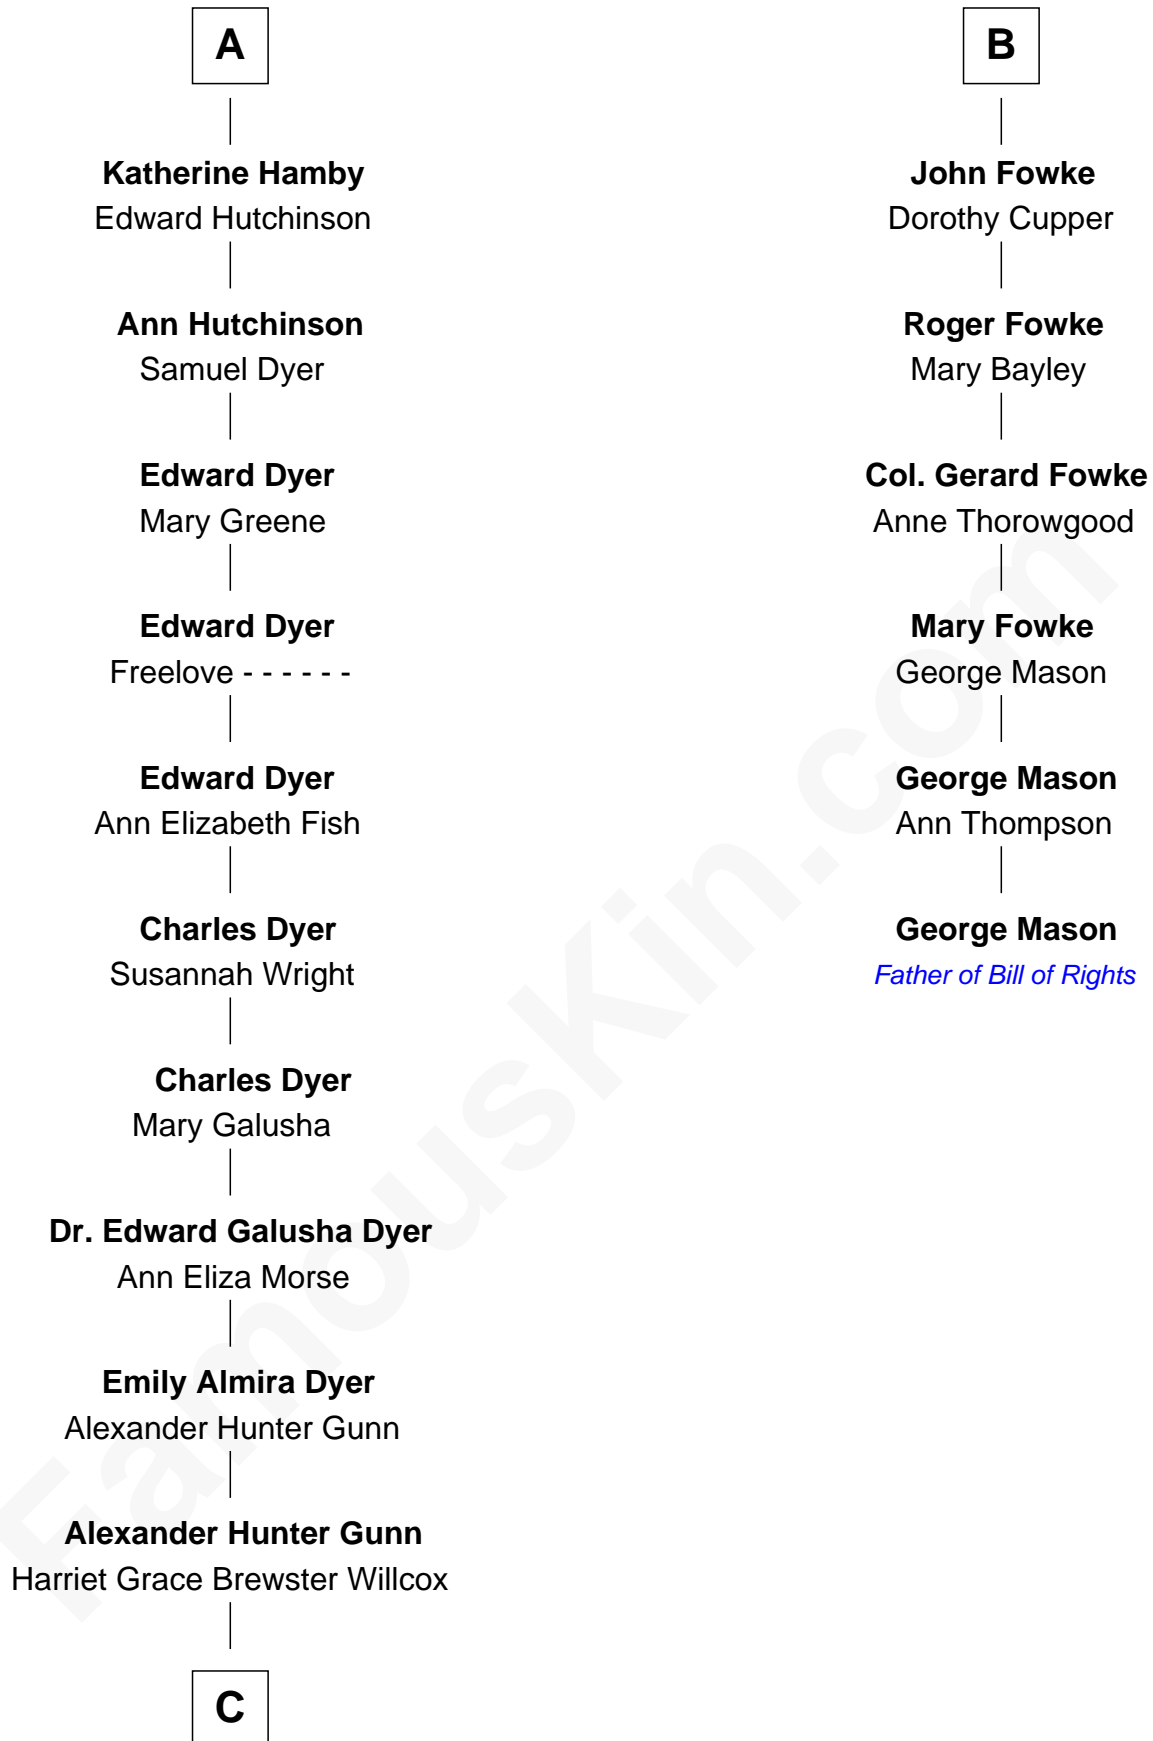 A
Katherine Hamby
Edward Hutchinson
Ann Hutchinson
Samuel Dyer
Edward Dyer
Mary Greene
Edward Dyer
Freelove - - - - - -
Edward Dyer
Ann Elizabeth Fish
Charles Dyer
Susannah Wright
Charles Dyer
Mary Galusha
Dr. Edward Galusha Dyer
Ann Eliza Morse
Emily Almira Dyer
Alexander Hunter Gunn
Alexander Hunter Gunn
Harriet Grace Brewster Willcox
C
B
John Fowke
Dorothy Cupper
Roger Fowke
Mary Bayley
Col. Gerard Fowke
Anne Thorowgood
Mary Fowke
George Mason
George Mason
Ann Thompson
George Mason
Father of Bill of Rights
FamousKin.com